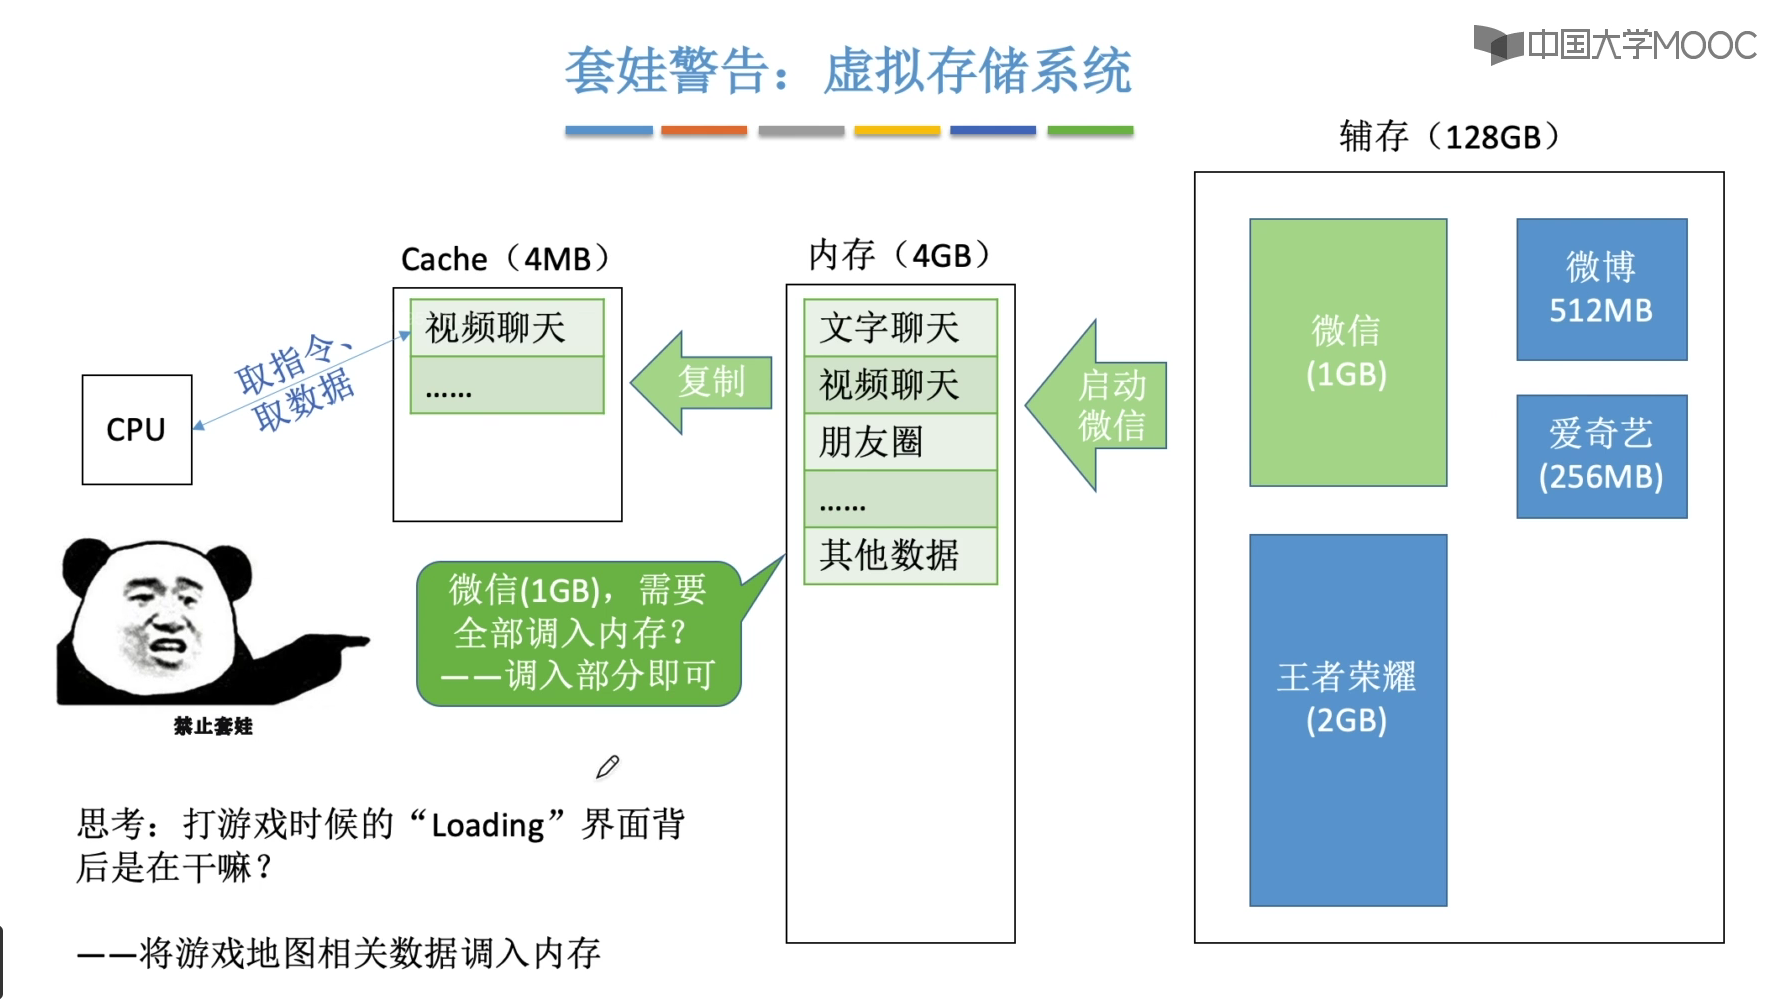 中国大学MOOC
套娃警告：虚拟存储系统
辅存（128GB）
Cache（4MB）
内存（4GB）
视频聊天
......
取指令、
取数据
CPU
复制
文字聊天
视频聊天
朋友圈
......
其他数据
启动
微信
微信
(1GB)
微博
512MB
爱奇艺
(256MB)
王者荣耀
(2GB)
微信(1GB)，需要
全部调入内存？
——调入部分即可
禁止套娃
思考：打游戏时候的“Loading”界面背
后是在干嘛？
——将游戏地图相关数据调入内存